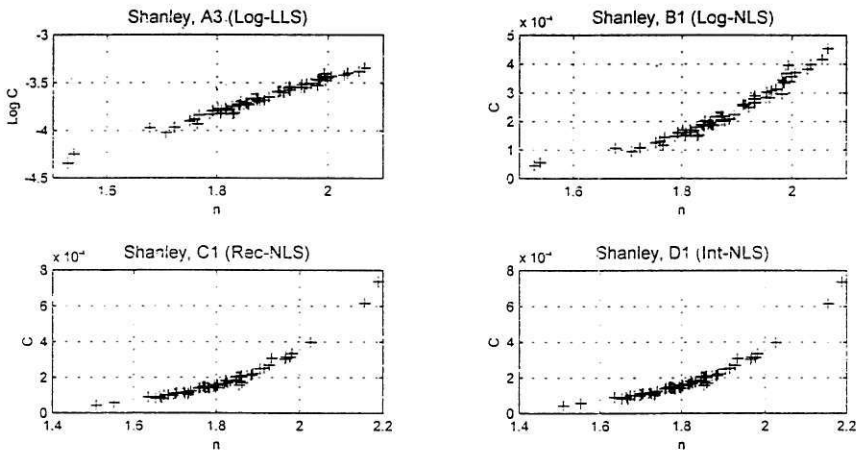 Shanley, A3 (Log-LLS)
-3
-3.5
-4
-4.5
Log C
1.6
1.8
2
n
Shanley, B1 (Log-NLS)
x 10⁻⁴
5
4
3
2
1
0
C
1.6
1.8
2
n
Shanley, C1 (Rec-NLS)
x 10⁻⁴
8
6
4
2
0
C
1.4
1.6
1.8
2
2.2
n
Shanley, D1 (Int-NLS)
x 10⁻⁴
8
6
4
2
0
C
1.4
1.6
1.8
2
2.2
n